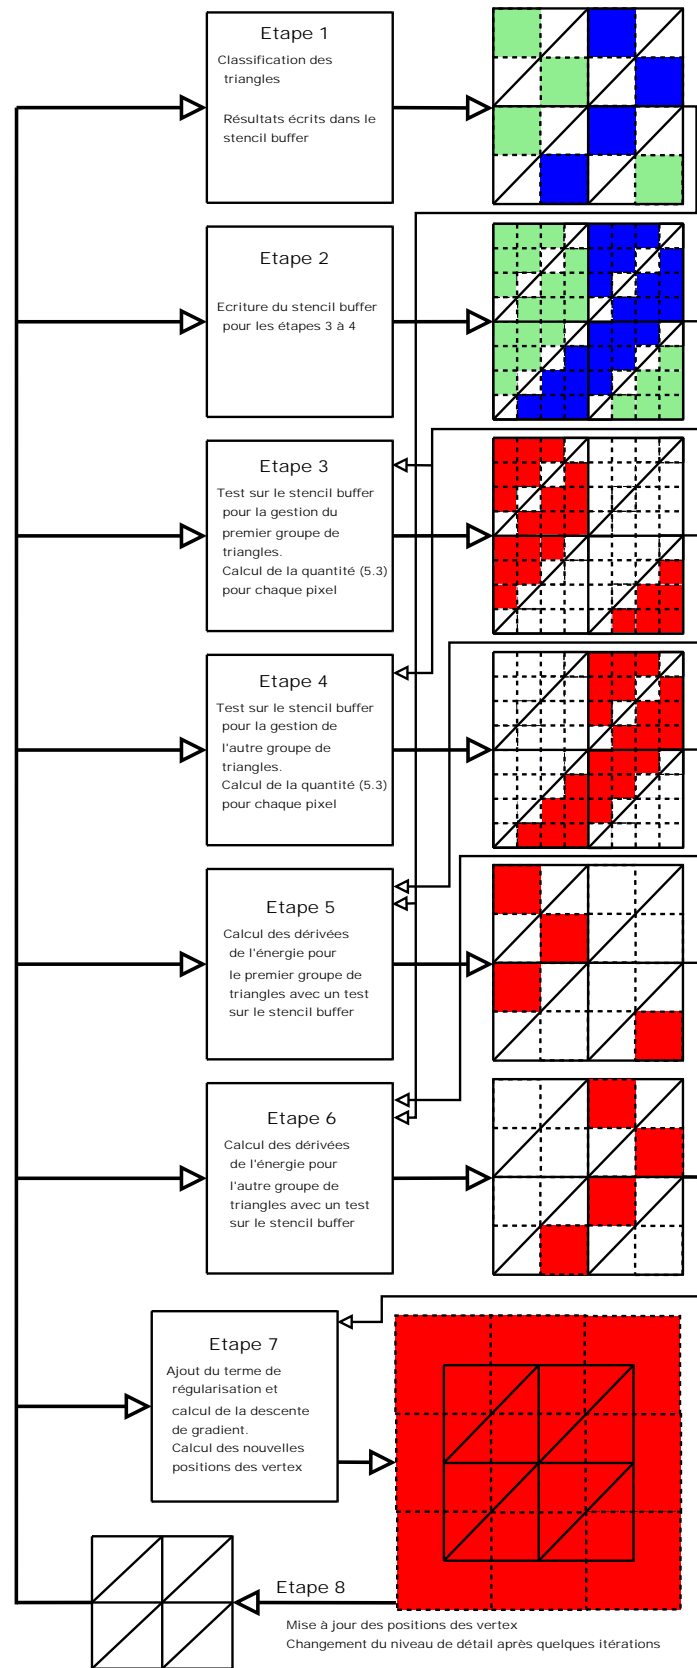 Etape 1
Classification des
triangles
Résultats écrits dans le
stencil buffer
Etape 2
Ecriture du stencil buffer
pour les étapes 3 à 4
Etape 3
Test sur le stencil buffer
pour la gestion du
premier groupe de
triangles.
Calcul de la quantité (5.3)
pour chaque pixel
Etape 4
Test sur le stencil buffer
pour la gestion de
l'autre groupe de
triangles.
Calcul de la quantité (5.3)
pour chaque pixel
Etape 5
Calcul des dérivées
de l'énergie pour
le premier groupe de
triangles avec un test
sur le stencil buffer
Etape 6
Calcul des dérivées
de l'énergie pour
l'autre groupe de
triangles avec un test
sur le stencil buffer
Etape 7
Ajout du terme de
régularisation et
calcul de la descente
de gradient.
Calcul des nouvelles
positions des vertex
Etape 8
Mise à jour des positions des vertex
Changement du niveau de détail après quelques itérations